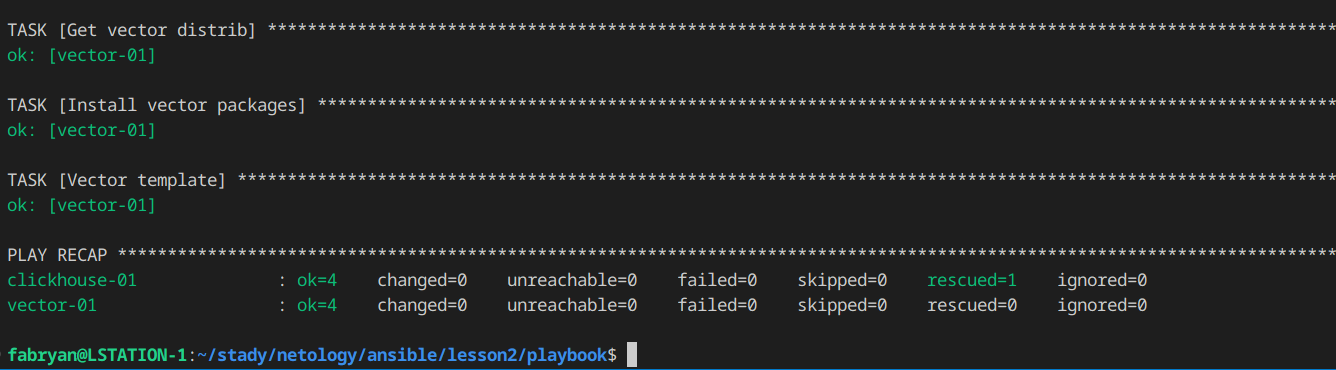 TASK [Get vector distrib] ***********************************************************************************************************
ok: [vector-01]
TASK [Install vector packages] ******************************************************************************************************
ok: [vector-01]
TASK [Vector template] **************************************************************************************************************
ok: [vector-01]
PLAY RECAP **************************************************************************************************************************
clickhouse-01 : ok=4 changed=0 unreachable=0 failed=0 skipped=0 rescued=1 ignored=0
vector-01 : ok=4 changed=0 unreachable=0 failed=0 skipped=0 rescued=0 ignored=0
fabryan@LSTATION-1:~/stady/netology/ansible/lesson2/playbook$